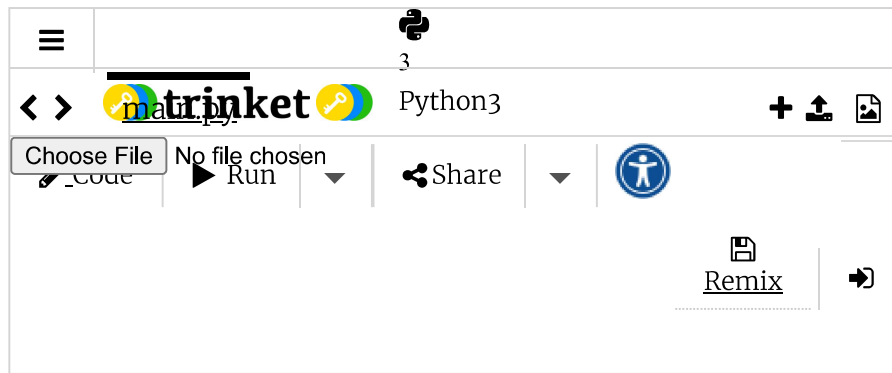 3
trinket
main.py
Python3
Choose File No file chosen
Code
Run
Share
Remix